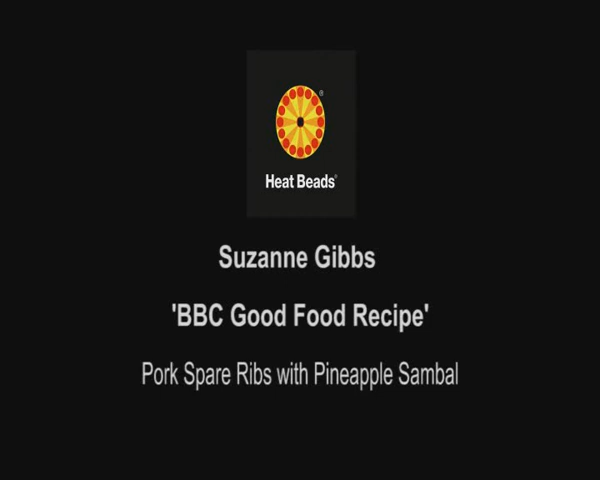 Heat Beads®
Suzanne Gibbs
'BBC Good Food Recipe'
Pork Spare Ribs with Pineapple Sambal